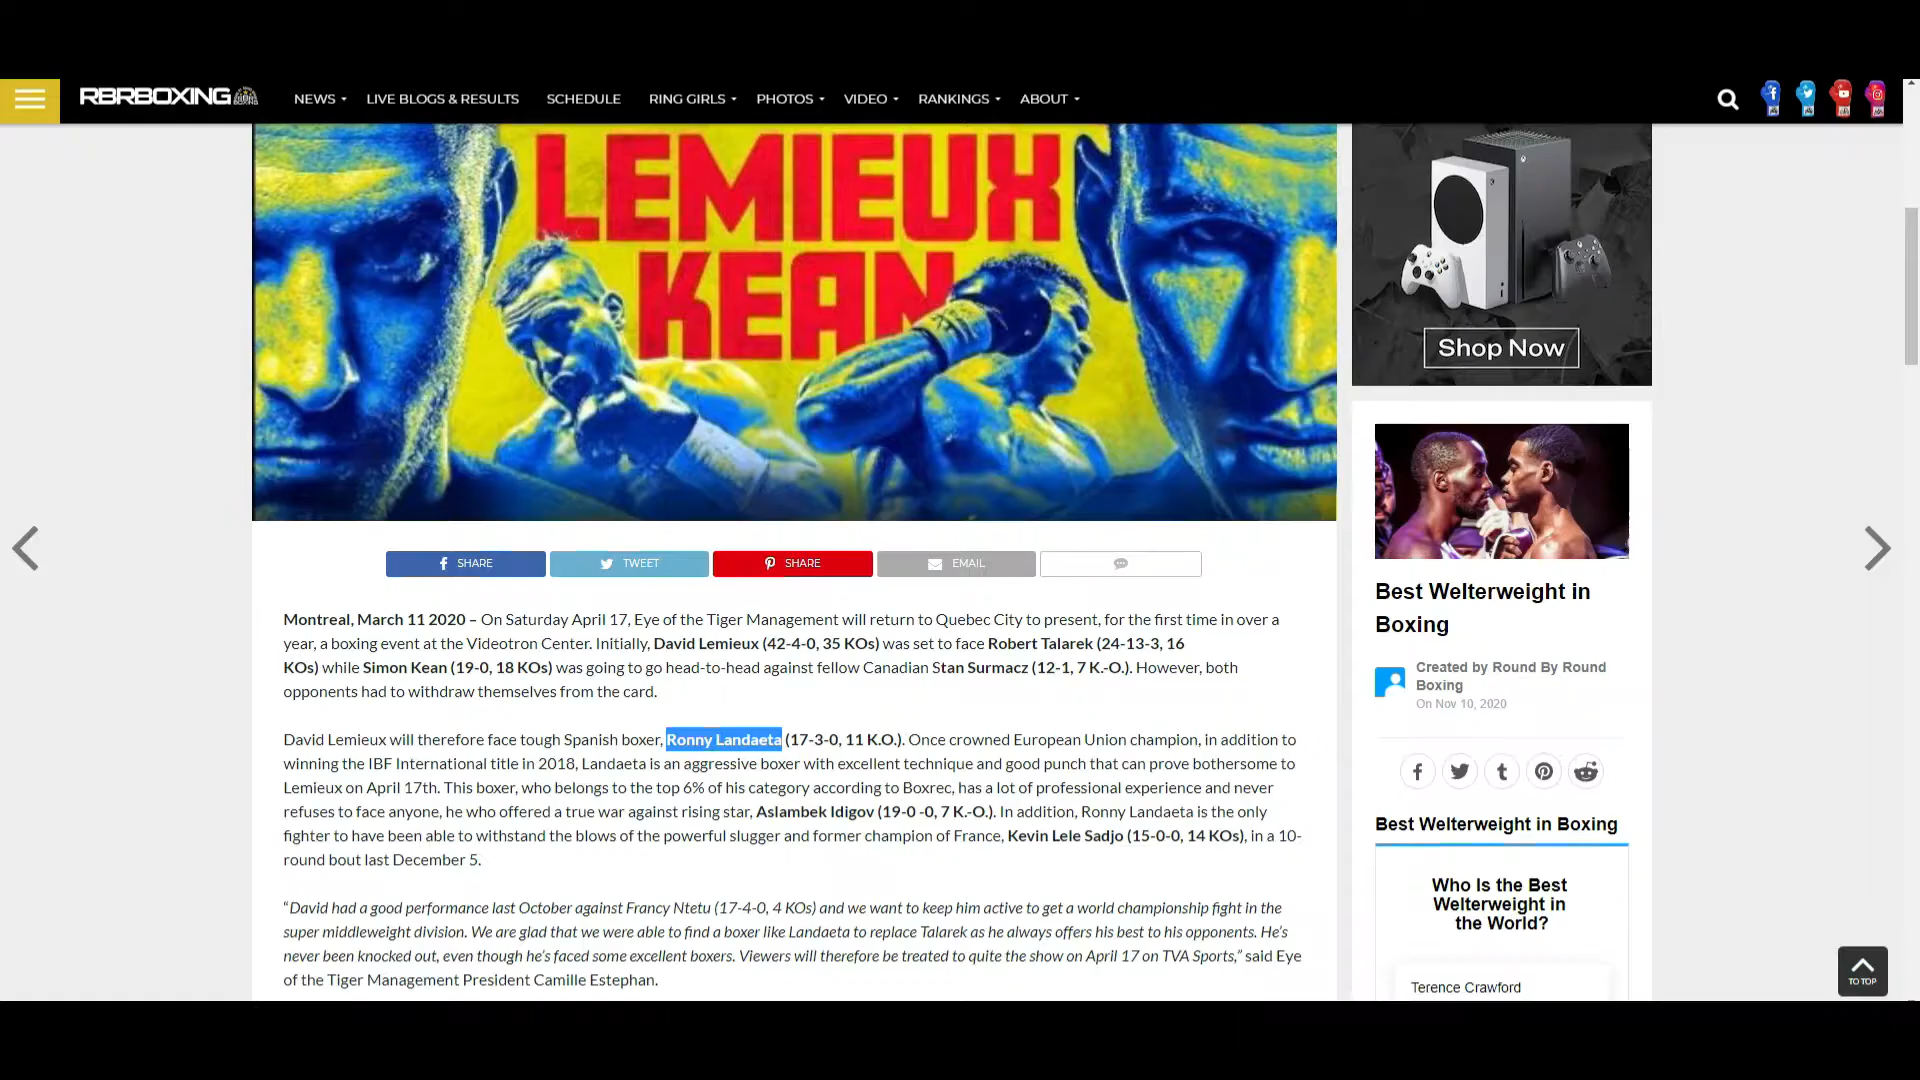 RBRBOXING
NEWS
LIVE BLOGS & RESULTS
SCHEDULE
RING GIRLS
PHOTOS
VIDEO
RANKINGS
ABOUT
LEMIEUX
KEAN
SHARE
TWEET
SHARE
EMAIL
Montreal, March 11 2020 – On Saturday April 17, Eye of the Tiger Management will return to Quebec City to present, for the first time in over a
year, a boxing event at the Videotron Center. Initially, David Lemieux (42-4-0, 35 KOs) was set to face Robert Talarek (24-13-3, 16
KOs) while Simon Kean (19-0, 18 KOs) was going to go head-to-head against fellow Canadian Stan Surmacz (12-1, 7 K.-O.). However, both
opponents had to withdraw themselves from the card.
David Lemieux will therefore face tough Spanish boxer, Ronny Landaeta (17-3-0, 11 K.O.). Once crowned European Union champion, in addition to
winning the IBF International title in 2018, Landaeta is an aggressive boxer with excellent technique and good punch that can prove bothersome to
Lemieux on April 17th. This boxer, who belongs to the top 6% of his category according to Boxrec, has a lot of professional experience and never
refuses to face anyone, he who offered a true war against rising star, Aslambek Idigov (19-0 -0, 7 K.-O.). In addition, Ronny Landaeta is the only
fighter to have been able to withstand the blows of the powerful slugger and former champion of France, Kevin Lele Sadjo (15-0-0, 14 KOs), in a 10-
round bout last December 5.
“David had a good performance last October against Francy Ntetu (17-4-0, 4 KOs) and we want to keep him active to get a world championship fight in the
super middleweight division. We are glad that we were able to find a boxer like Landaeta to replace Talarek as he always offers his best to his opponents. He’s
never been knocked out, even though he’s faced some excellent boxers. Viewers will therefore be treated to quite the show on April 17 on TVA Sports,” said Eye
of the Tiger Management President Camille Estephan.
Shop Now
Best Welterweight in
Boxing
Created by Round By Round
Boxing
On Nov 10, 2020
Best Welterweight in Boxing
Who Is the Best
Welterweight in
the World?
Terence Crawford
TO TOP